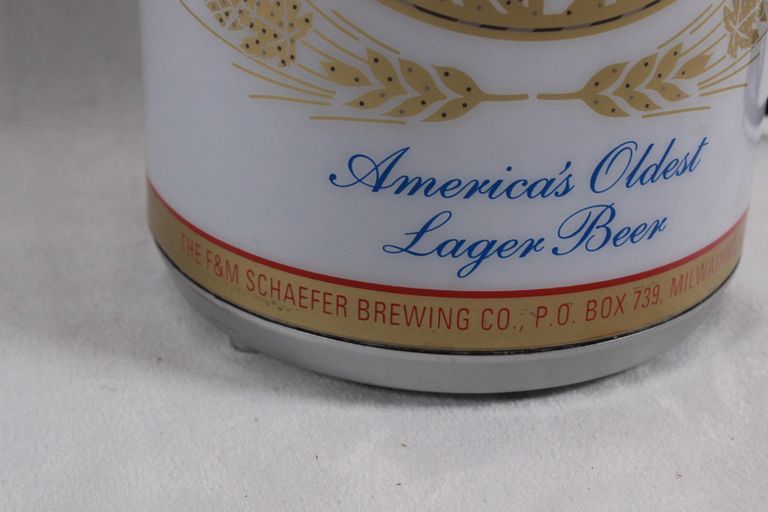 America's Oldest
Lager Beer
THE F&M SCHAEFER BREWING CO., P.O. BOX 739,